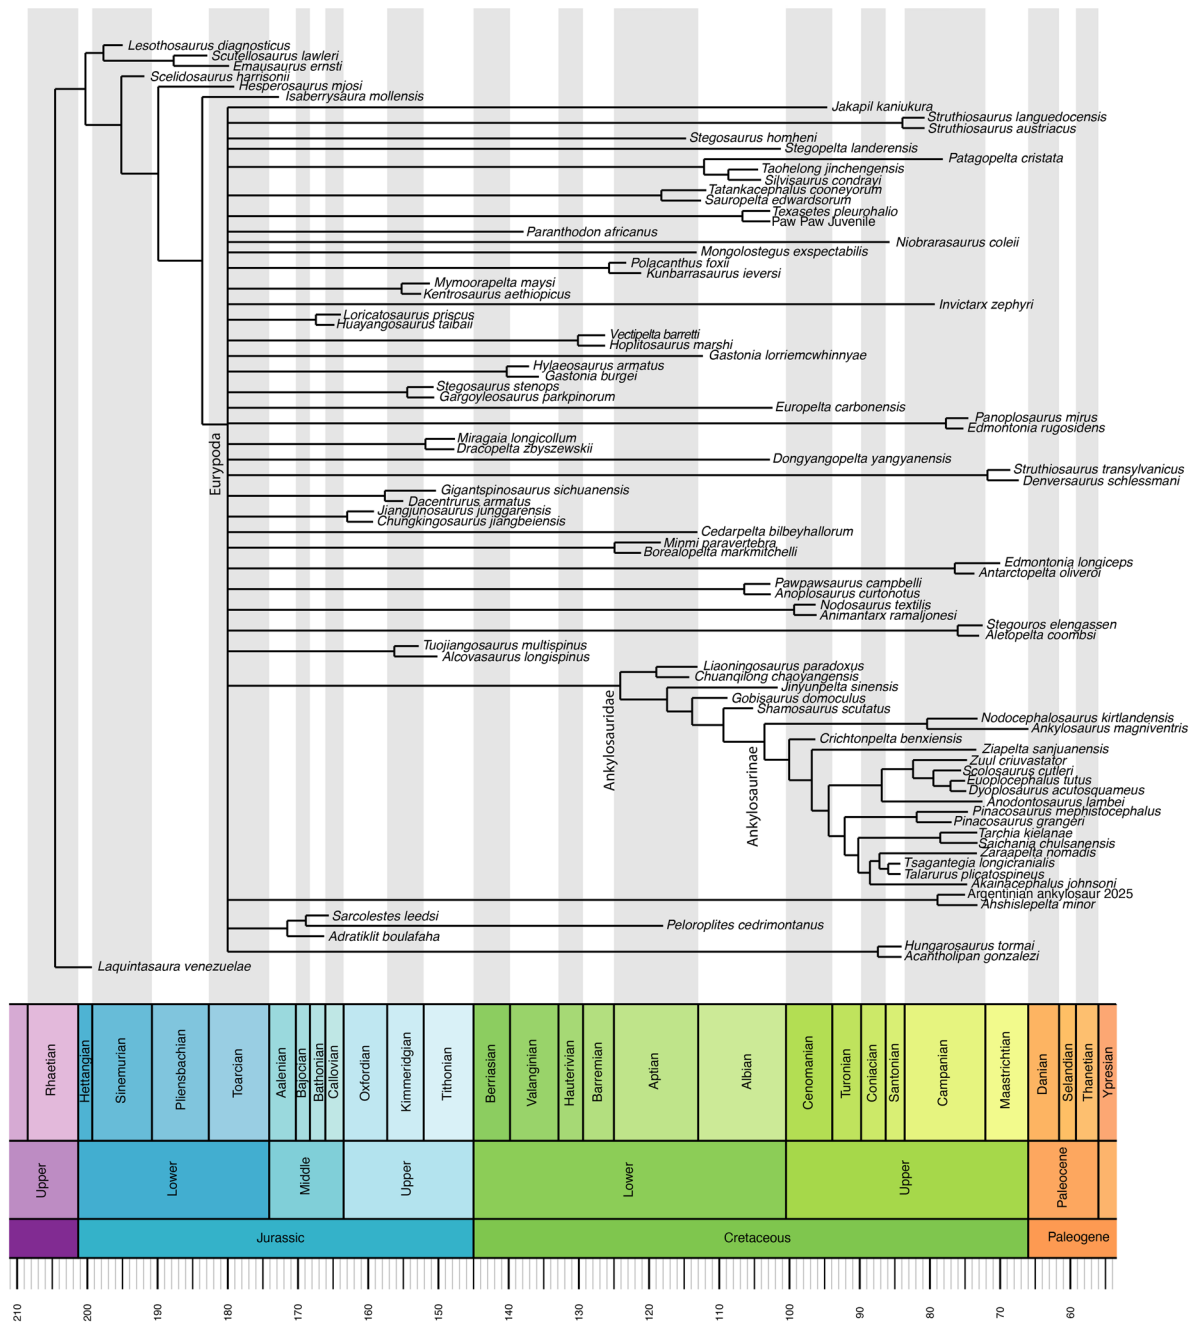 Lesothosaurus diagnosticus
Scutellosaurus lawleri
Emausaurus ernsti
Scelidosaurus harrisonii
Hesperosaurus mjosi
Isaberrysaura mollensis
Jakapil kaniukura
Struthiosaurus languedocensis
Struthiosaurus austriacus
Stegosaurus homheni
Stegopelta landerensis
Patagopelta cristata
Taohelong jinchengensis
Silvisaurus condrayi
Tatankacephalus cooneyorum
Sauropelta edwardsorum
Texasetes pleurohalio
Paw Paw Juvenile
Paranthodon africanus
Niobrarasaurus coleii
Mongolostegus exspectabilis
Polacanthus foxii
Kunbarrasaurus ieversi
Mymoorapelta maysi
Kentrosaurus aethiopicus
Invictarx zephyri
Loricatosaurus priscus
Huayangosaurus taibaii
Vectipelta barretti
Hoplitosaurus marshi
Gastonia lorriemcwhinnyae
Hylaeosaurus armatus
Gastonia burgei
Stegosaurus stenops
Gargoyleosaurus parkpinorum
Europelta carbonensis
Panoplosaurus mirus
Edmontonia rugosidens
Eurypoda
Miragaia longicollum
Dracopelta zbyszewskii
Dongyangopelta yangyanensis
Struthiosaurus transylvanicus
Denversaurus schlessmani
Gigantspinosaurus sichuanensis
Dacentrurus armatus
Jiangjunosaurus junggarensis
Chungkingosaurus jiangbeiensis
Cedarpelta bilbeyhallorum
Minmi paravertebra
Borealopelta markmitchelli
Edmontonia longiceps
Antarctopelta oliveroi
Pawpawsaurus campbelli
Anoplosaurus curtonotus
Nodosaurus textilis
Animantarx ramaljonesi
Stegouros elengassen
Aletopelta coombsi
Tuojiangosaurus multispinus
Alcovasaurus longispinus
Ankylosauridae
Liaoningosaurus paradoxus
Chuanqilong chaoyangensis
Jinyunpelta sinensis
Gobisaurus domoculus
Shamosaurus scutatus
Ankylosaurinae
Nodocephalosaurus kirtlandensis
Ankylosaurus magniventris
Crichtonpelta benxiensis
Ziapelta sanjuanensis
Zuul criuvastator
Scolosaurus cutleri
Euoplocephalus tutus
Dyoplosaurus acutosquameus
Anodontosaurus lambei
Pinacosaurus mephistocephalus
Pinacosaurus grangeri
Tarchia kielanae
Saichania chulsanensis
Zaraapelta nomadis
Tsagantegia longicranialis
Talarurus plicatospineus
Akainacephalus johnsoni
Argentinian ankylosaur 2025
Ahshislepelta minor
Sarcolestes leedsi
Peloroplites cedrimontanus
Adratiklit boulafaha
Hungarosaurus tormai
Acantholipan gonzalezi
Laquintasaura venezuelae
Rhaetian
Hettangian
Sinemurian
Pliensbachian
Toarcian
Aalenian
Bajocian
Bathonian
Callovian
Oxfordian
Kimmeridgian
Tithonian
Berriasian
Valanginian
Hauterivian
Barremian
Aptian
Albian
Cenomanian
Turonian
Coniacian
Santonian
Campanian
Maastrichtian
Danian
Selandian
Thanetian
Ypresian
Upper
Lower
Middle
Upper
Lower
Upper
Paleocene
Jurassic
Cretaceous
Paleogene
210
200
190
180
170
160
150
140
130
120
110
100
90
80
70
60